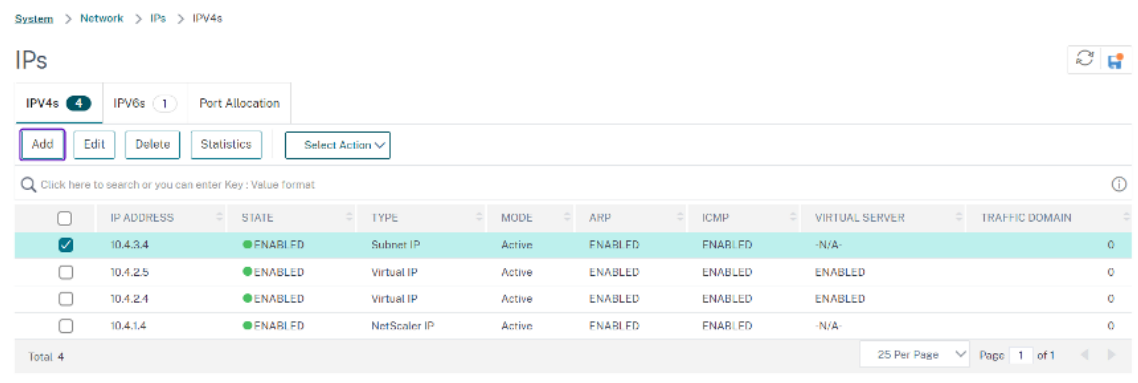 System > Network > IPs > IPV4s
IPs
IPV4s 4 IPV6s 1 Port Allocation
Add Edit Delete Statistics Select Action
Click here to search or you can enter Key : Value format
IP ADDRESS STATE TYPE MODE ARP ICMP VIRTUAL SERVER TRAFFIC DOMAIN
10.4.3.4 ENABLED Subnet IP Active ENABLED ENABLED -N/A- 0
10.4.2.5 ENABLED Virtual IP Active ENABLED ENABLED ENABLED 0
10.4.2.4 ENABLED Virtual IP Active ENABLED ENABLED ENABLED 0
10.4.1.4 ENABLED NetScaler IP Active ENABLED ENABLED -N/A- 0
Total 4 25 Per Page Page 1 of 1